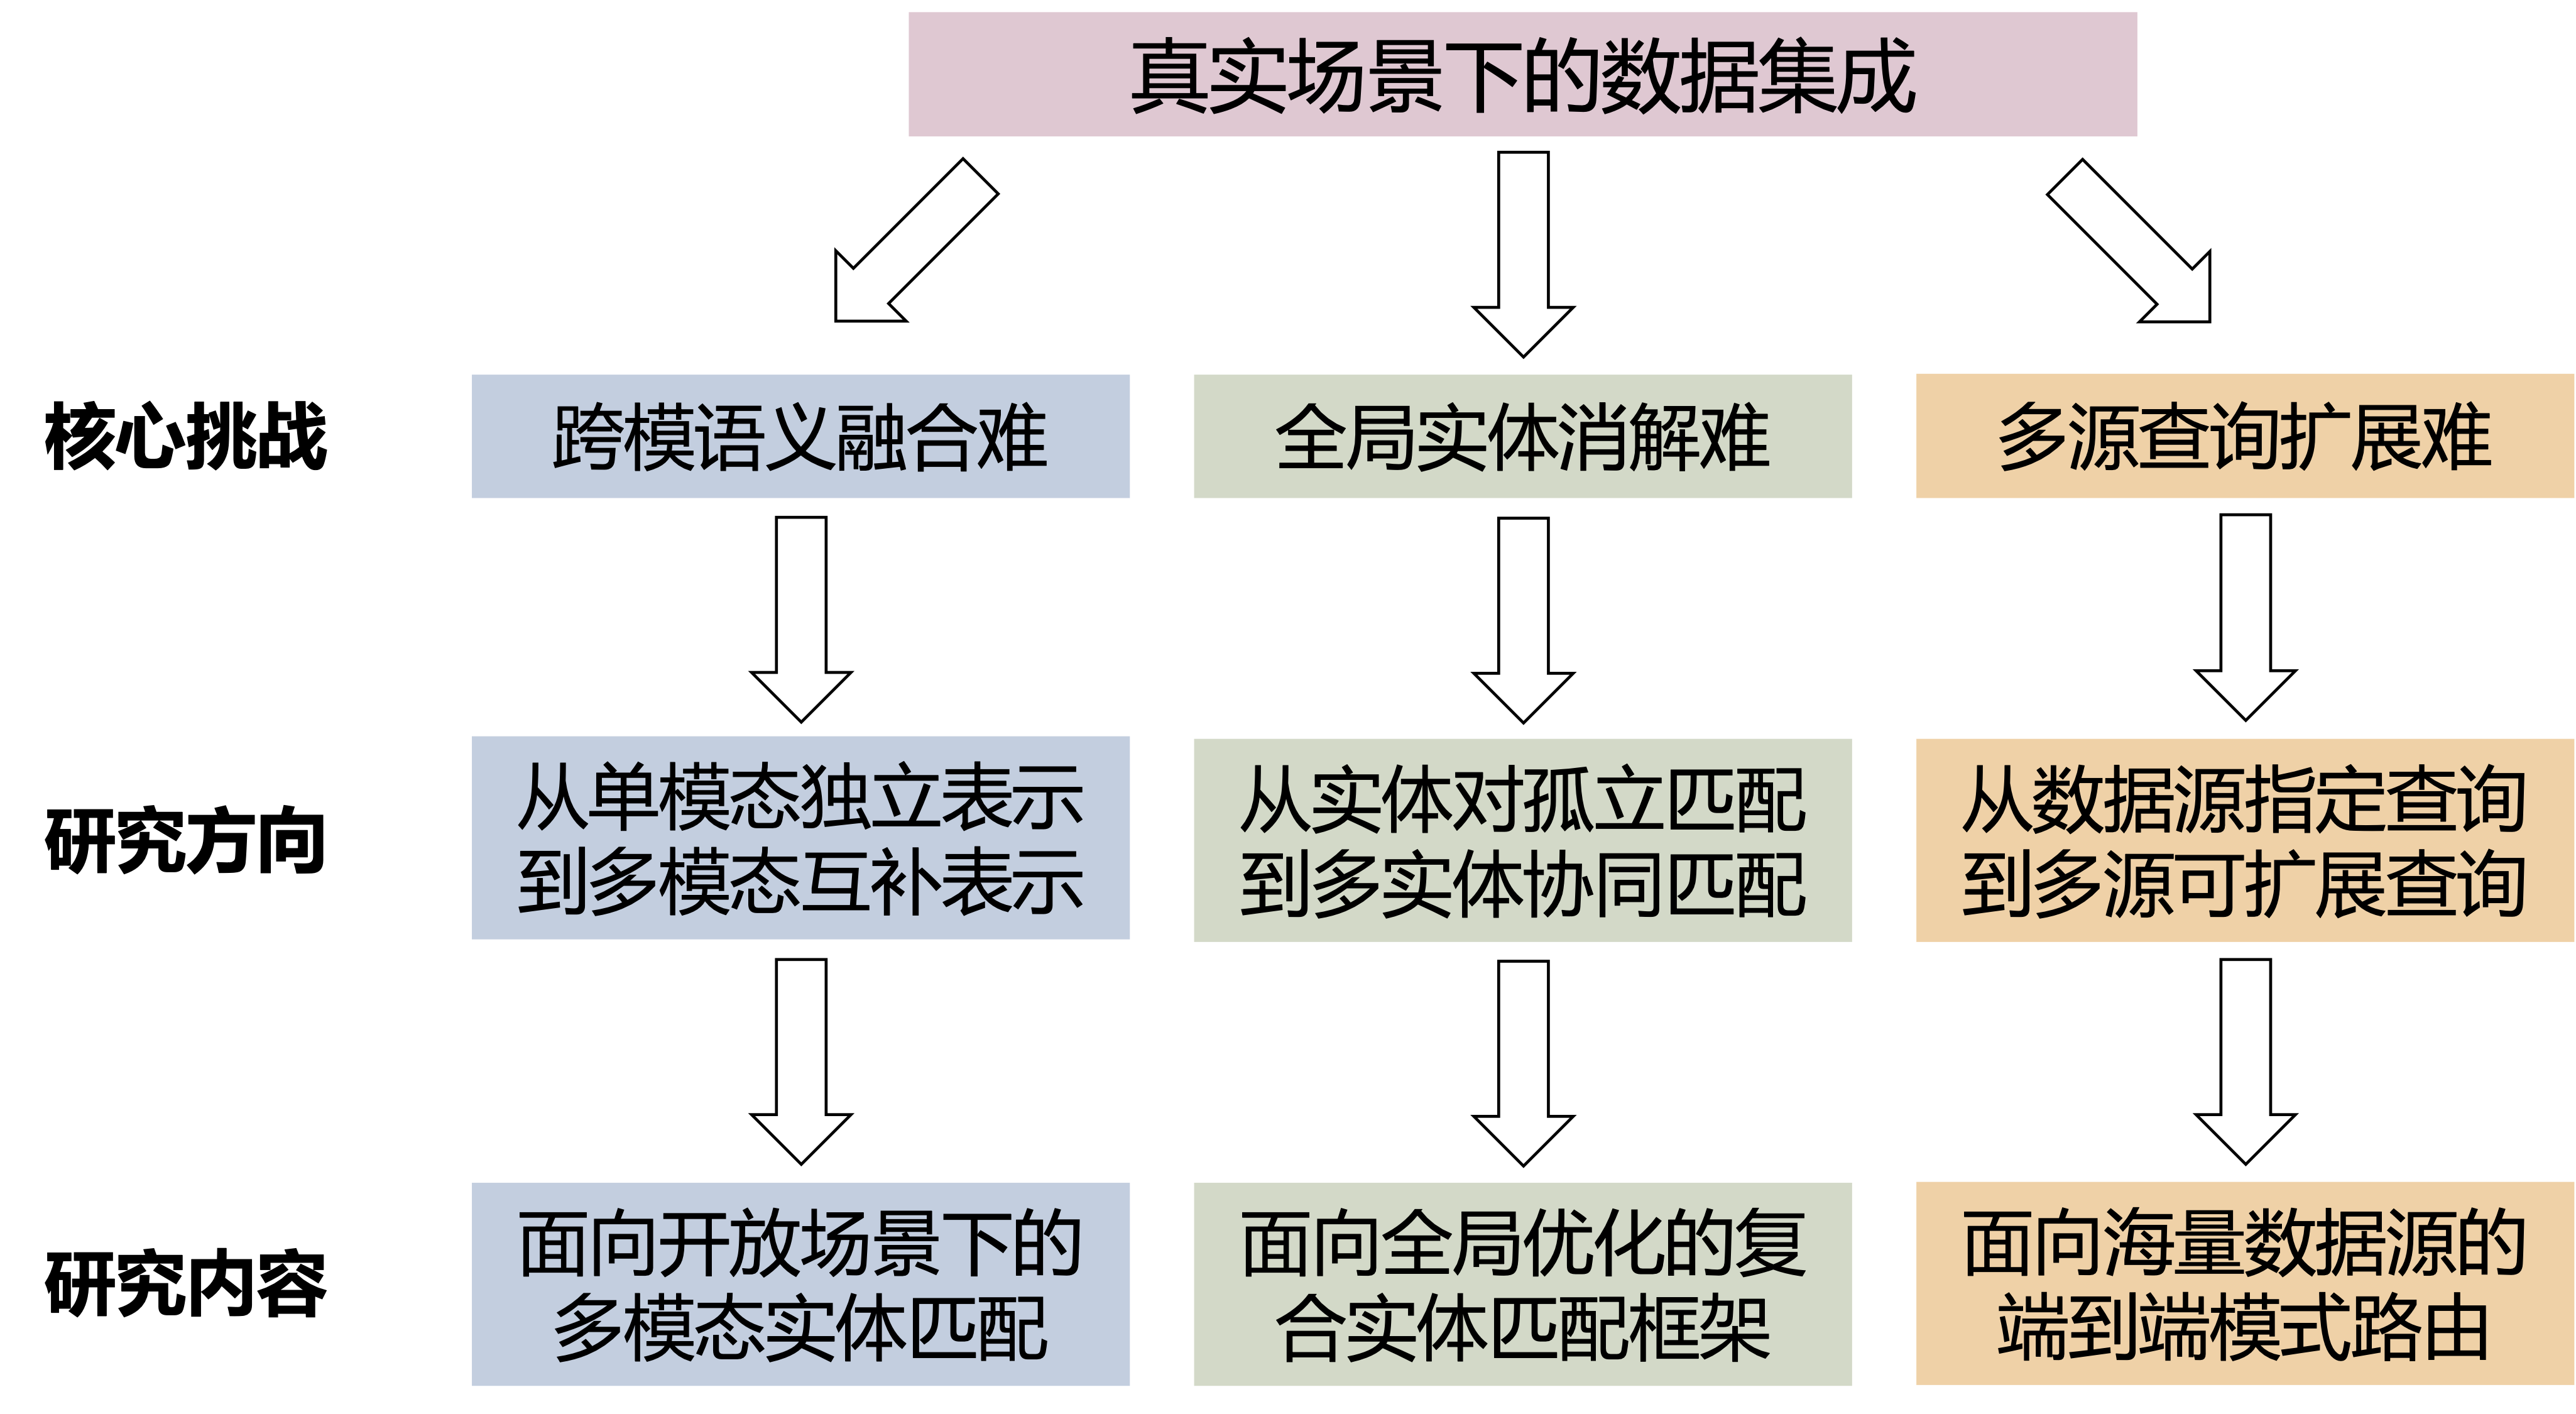 真实场景下的数据集成
核心挑战
跨模语义融合难
全局实体消解难
多源查询扩展难
研究方向
从单模态独立表示
到多模态互补表示
从实体对孤立匹配
到多实体协同匹配
从数据源指定查询
到多源可扩展查询
研究内容
面向开放场景下的
多模态实体匹配
面向全局优化的复
合实体匹配框架
面向海量数据源的
端到端模式路由